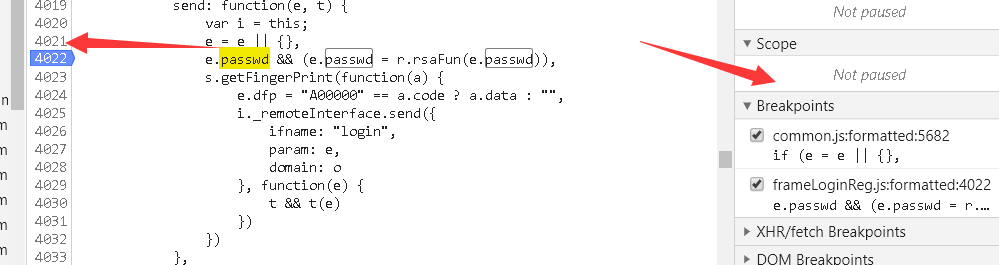 4019 send: function(e, t) {
4020 var i = this;
4021 e = e || {},
4022 e.passwd && (e.passwd = r.rsaFun(e.passwd)),
4023 s.getFingerPrint(function(a) {
4024 e.dfp = "A00000" == a.code ? a.data : "",
4025 i._remoteInterface.send({
4026 ifname: "login",
4027 param: e,
4028 domain: o
4029 }, function(e) {
4030 t && t(e)
4031 })
4032 })
4033 },
n
m
m
m
m
m
Not paused
Scope
Not paused
Breakpoints
common.js:formatted:5682
if (e = e || {},
frameLoginReg.js:formatted:4022
e.passwd && (e.passwd = r.…
XHR/fetch Breakpoints
DOM Breakpoints